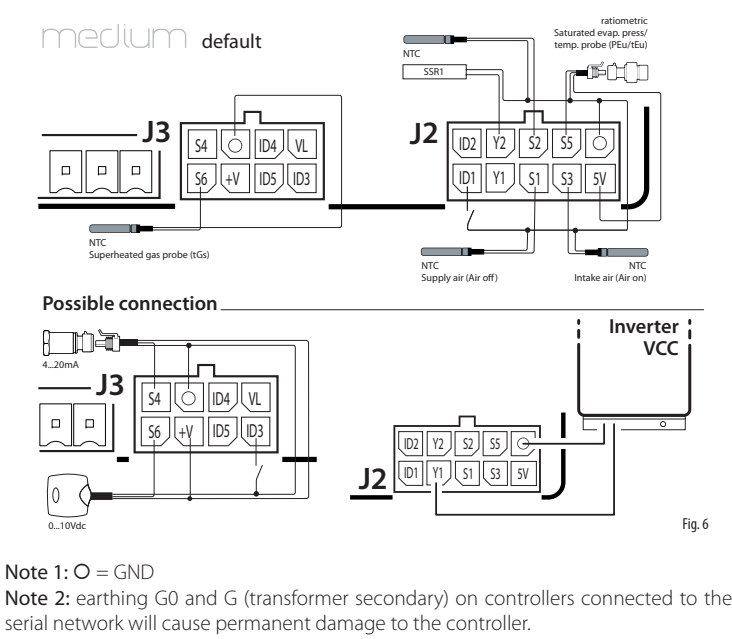 medium default
ratiometric
Saturated evap. press/
temp. probe (PEu/tEu)
NTC
SSR1
J3
S4 ID4 VL
S6 +V ID5 ID3
NTC
Superheated gas probe (tGs)
J2
ID2 Y2 S2 S5
ID1 Y1 S1 S3 5V
NTC
Supply air (Air off)
NTC
Intake air (Air on)
Possible connection
4...20mA
J3
S4 ID4 VL
S6 +V ID5 ID3
0...10Vdc
Inverter
VCC
J2
ID2 Y2 S2 S5
ID1 Y1 S1 S3 5V
Fig. 6
Note 1: O = GND
Note 2: earthing G0 and G (transformer secondary) on controllers connected to the
serial network will cause permanent damage to the controller.